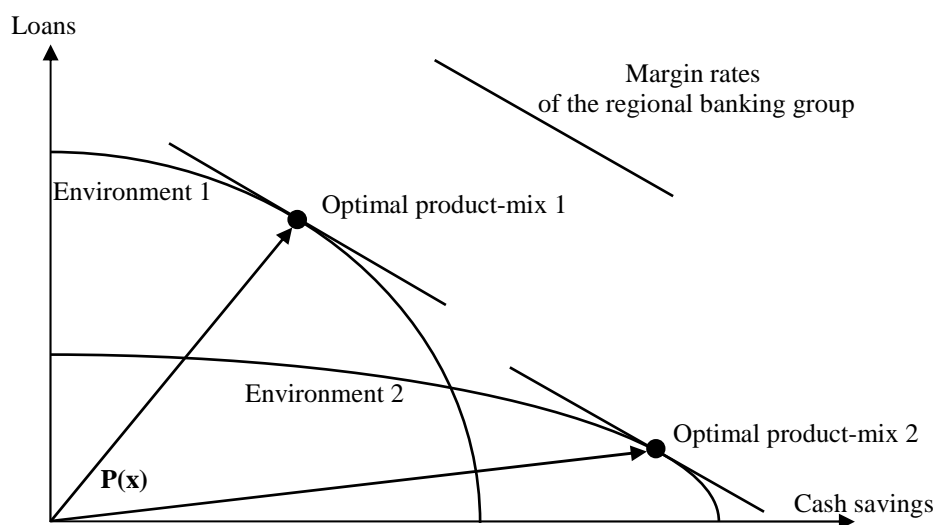 Loans
Margin rates
of the regional banking group
Environment 1
Optimal product-mix 1
Environment 2
Optimal product-mix 2
P(x)
Cash savings